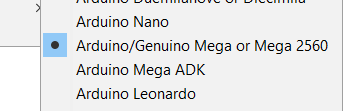 Arduino Duemilanove or Diecimila
Arduino Nano
Arduino/Genuino Mega or Mega 2560
Arduino Mega ADK
Arduino Leonardo